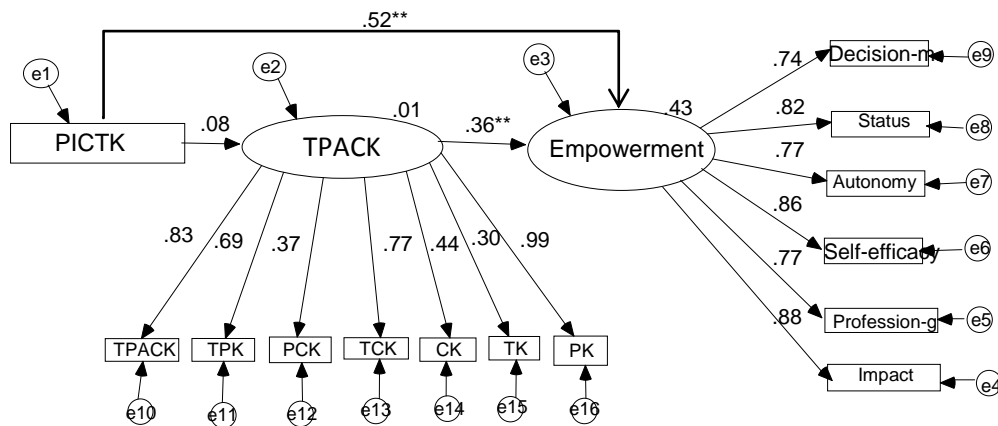 .52**
e1
e2
e3
.74
Decision-m
e9
.08
.01
.36**
.43
.82
Status
e8
PICTK
TPACK
Empowerment
.77
Autonomy
e7
.83
.69
.37
.77
.44
.30
.99
.86
Self-efficacy
e6
.77
Profession-g
e5
.88
TPACK
TPK
PCK
TCK
CK
TK
PK
Impact
e4
e10
e11
e12
e13
e14
e15
e16